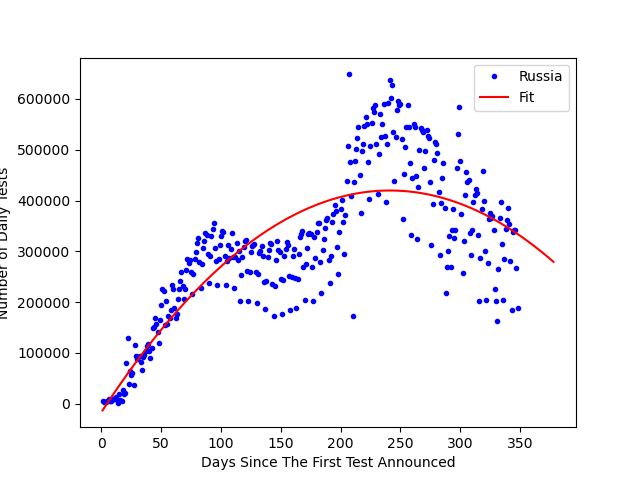 Russia
Fit
600000
500000
400000
300000
200000
100000
0
Number of Daily Tests
0 50 100 150 200 250 300 350
Days Since The First Test Announced